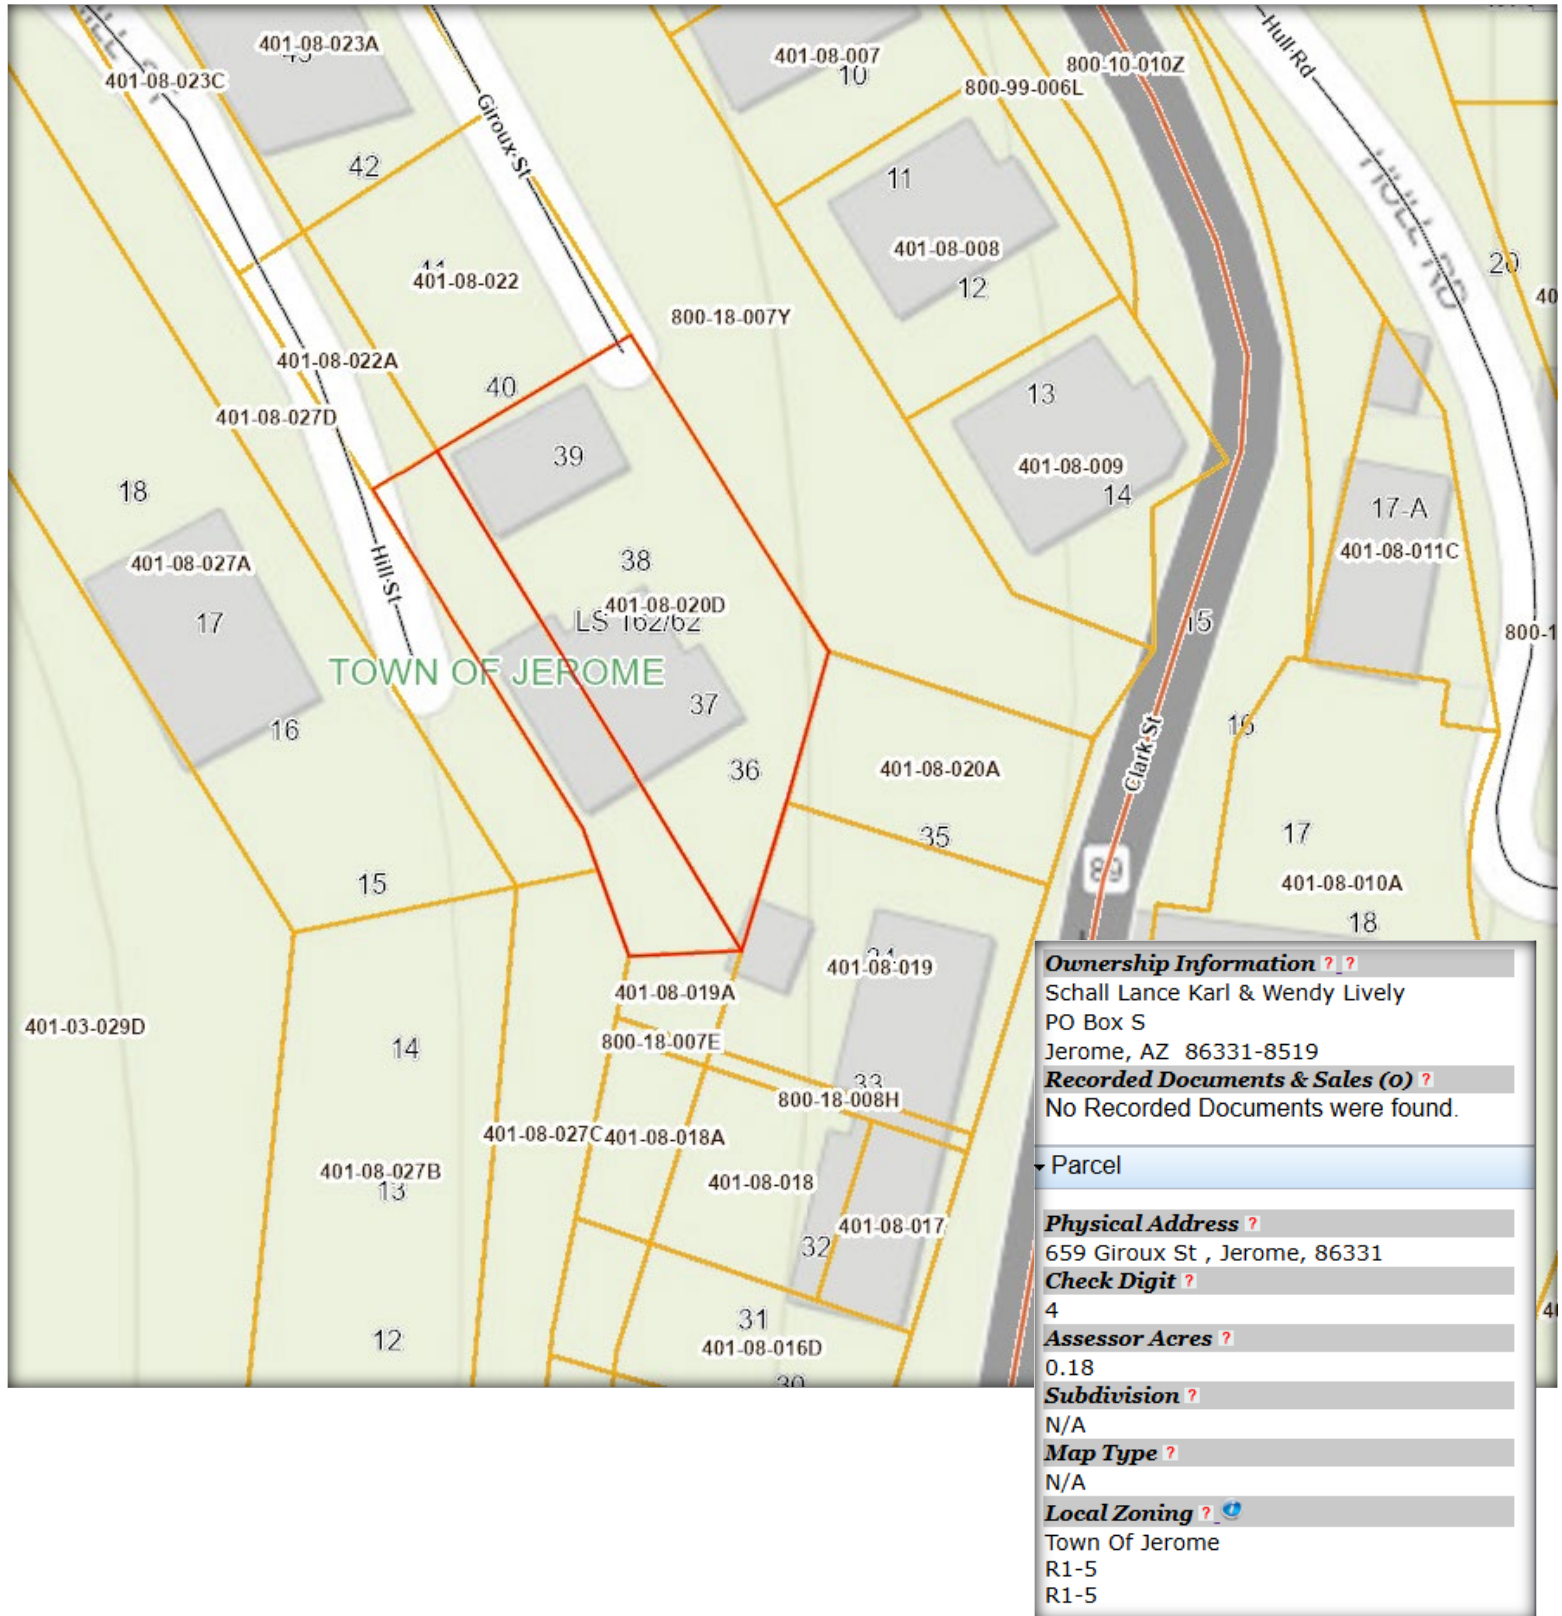 401-08-023A
401-08-023C
42
Giroux St
401-08-007
10
800-10-010Z
800-99-006L
Hull Rd
HULL RD
11
401-08-008
12
20
40
401-08-022
800-18-007Y
401-08-022A
401-08-027D
40
39
13
401-08-009
14
18
401-08-027A
17
16
Hill St
38
401-08-020D
LS 162/62
TOWN OF JEROME
37
36
17-A
401-08-011C
15
800-1
16
Clark St
401-08-020A
35
89
17
401-08-010A
18
15
401-08-019
401-08-019A
401-03-029D
14
800-18-007E
33
800-18-008H
401-08-027C
401-08-018A
401-08-027B
13
401-08-018
401-08-017
32
12
31
401-08-016D
30
Ownership Information ? ?
Schall Lance Karl & Wendy Lively
PO Box S
Jerome, AZ 86331-8519
Recorded Documents & Sales (0) ?
No Recorded Documents were found.
Parcel
Physical Address ?
659 Giroux St , Jerome, 86331
Check Digit ?
4
Assessor Acres ?
0.18
Subdivision ?
N/A
Map Type ?
N/A
Local Zoning ?
Town Of Jerome
R1-5
R1-5